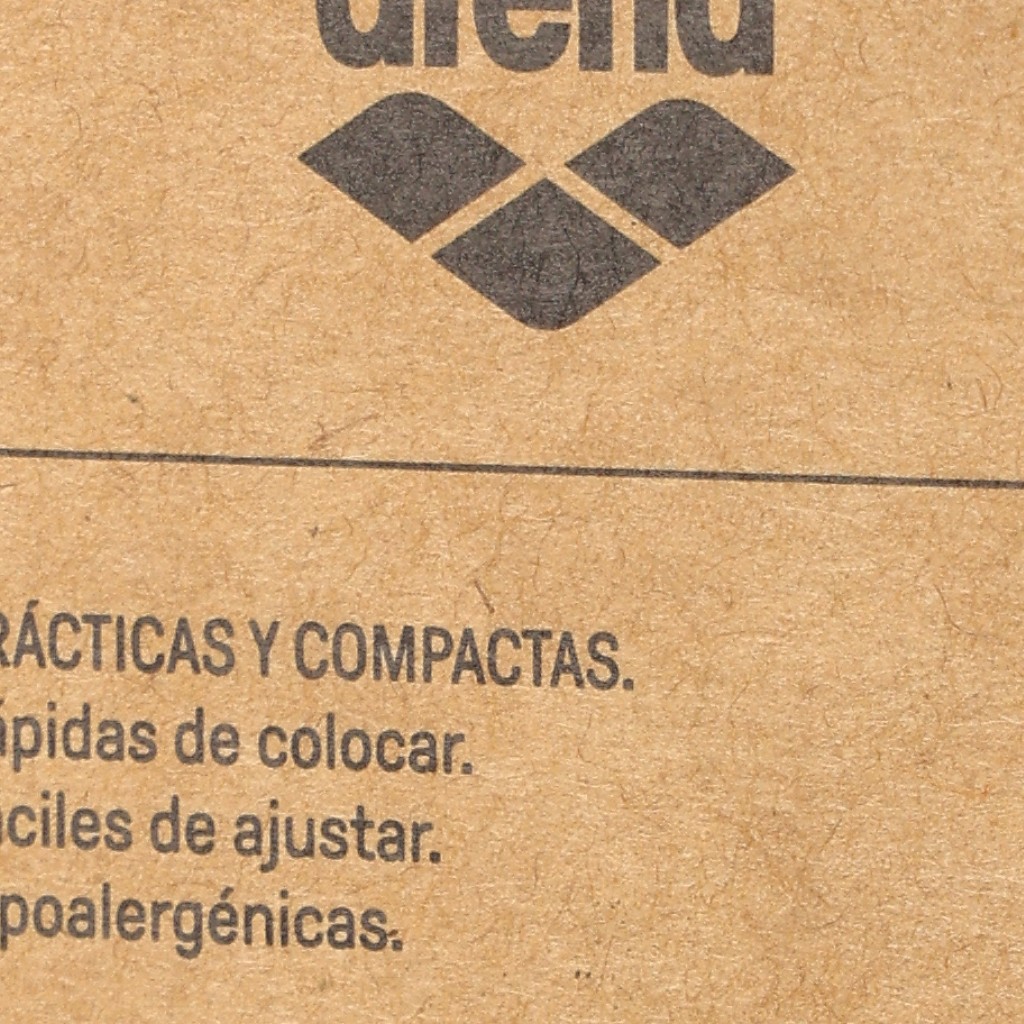 arena
RÁCTICAS Y COMPACTAS.
ápidas de colocar.
ciles de ajustar.
poalergénicas.